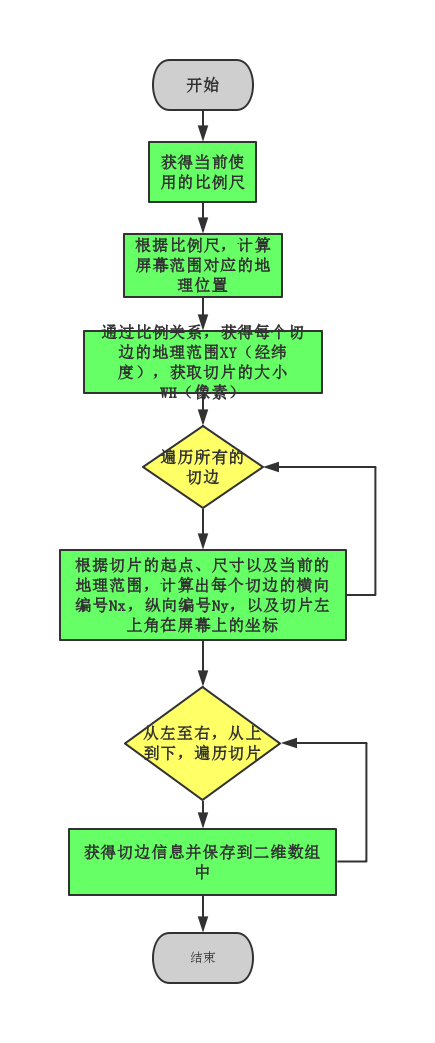 开始
获得当前使
用的比例尺
根据比例尺，计算
屏幕范围对应的地
理位置
通过比例关系，获得每个切
边的地理范围XY（经纬
度），获取切片的大小
WH（像素）
遍历所有的
切边
根据切片的起点、尺寸以及当前的
地理范围，计算出每个切边的横向
编号Nx，纵向编号Ny，以及切片左
上角在屏幕上的坐标
从左至右，从上
到下，遍历切片
获得切边信息并保存到二维数组
中
结束